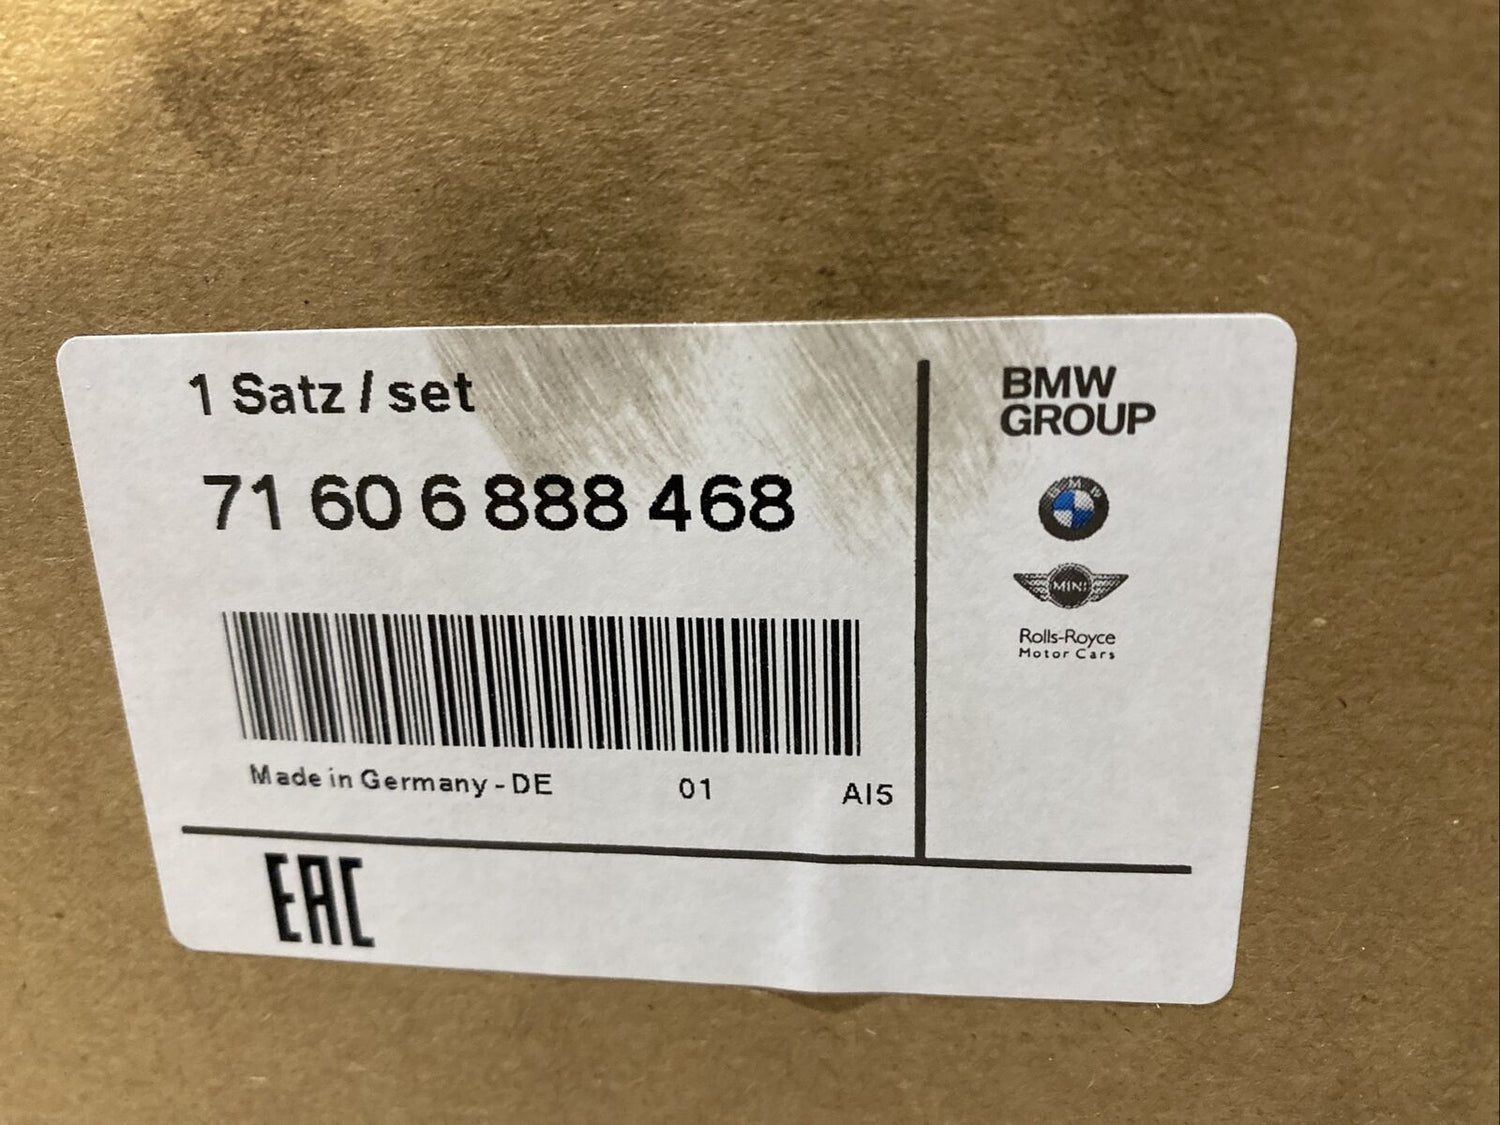 1 Satz / set
71 60 6 888 468
Made in Germany - DE 01 AI5
EAC
BMW
GROUP
BMW
MINI
Rolls-Royce
Motor Cars